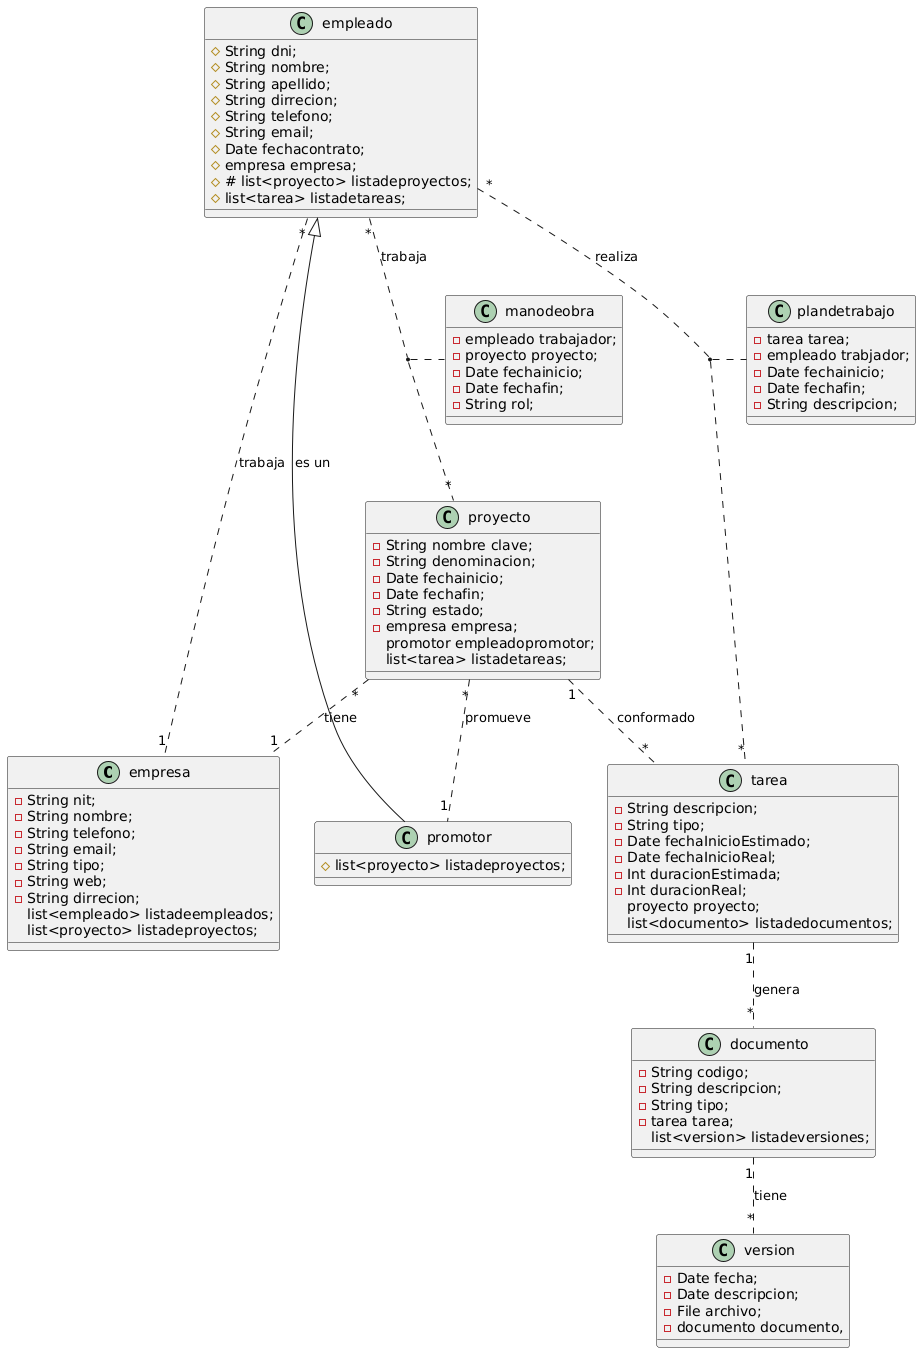 empleado
String dni;
String nombre;
String apellido;
String dirrecion;
String telefono;
String email;
Date fechacontrato;
empresa empresa;
# list<proyecto> listadeproyectos;
list<tarea> listadetareas;
*
*
*
trabaja
realiza
manodeobra
empleado trabajador;
proyecto proyecto;
Date fechainicio;
Date fechafin;
String rol;
plandetrabajo
tarea tarea;
empleado trabjador;
Date fechainicio;
Date fechafin;
String descripcion;
trabaja
es un
*
proyecto
String nombre clave;
String denominacion;
Date fechainicio;
Date fechafin;
String estado;
empresa empresa;
promotor empleadopromotor;
list<tarea> listadetareas;
*
*
1
tiene
promueve
conformado
1
1
1
*
*
empresa
String nit;
String nombre;
String telefono;
String email;
String tipo;
String web;
String dirrecion;
list<empleado> listadeempleados;
list<proyecto> listadeproyectos;
promotor
list<proyecto> listadeproyectos;
tarea
String descripcion;
String tipo;
Date fechaInicioEstimado;
Date fechaInicioReal;
Int duracionEstimada;
Int duracionReal;
proyecto proyecto;
list<documento> listadedocumentos;
1
genera
*
documento
String codigo;
String descripcion;
String tipo;
tarea tarea;
list<version> listadeversiones;
1
tiene
*
version
Date fecha;
Date descripcion;
File archivo;
documento documento,